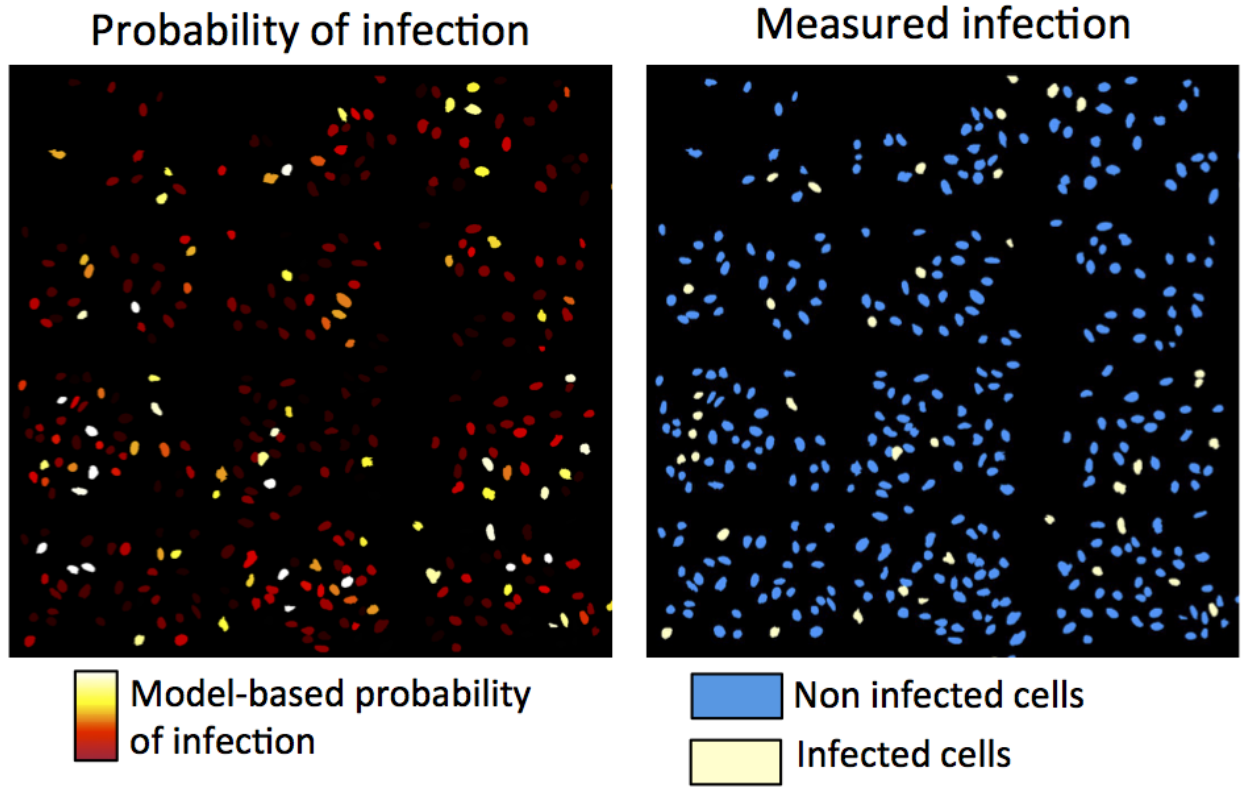 Probability of infection
Measured infection
Model-based probability
of infection
Non infected cells
Infected cells